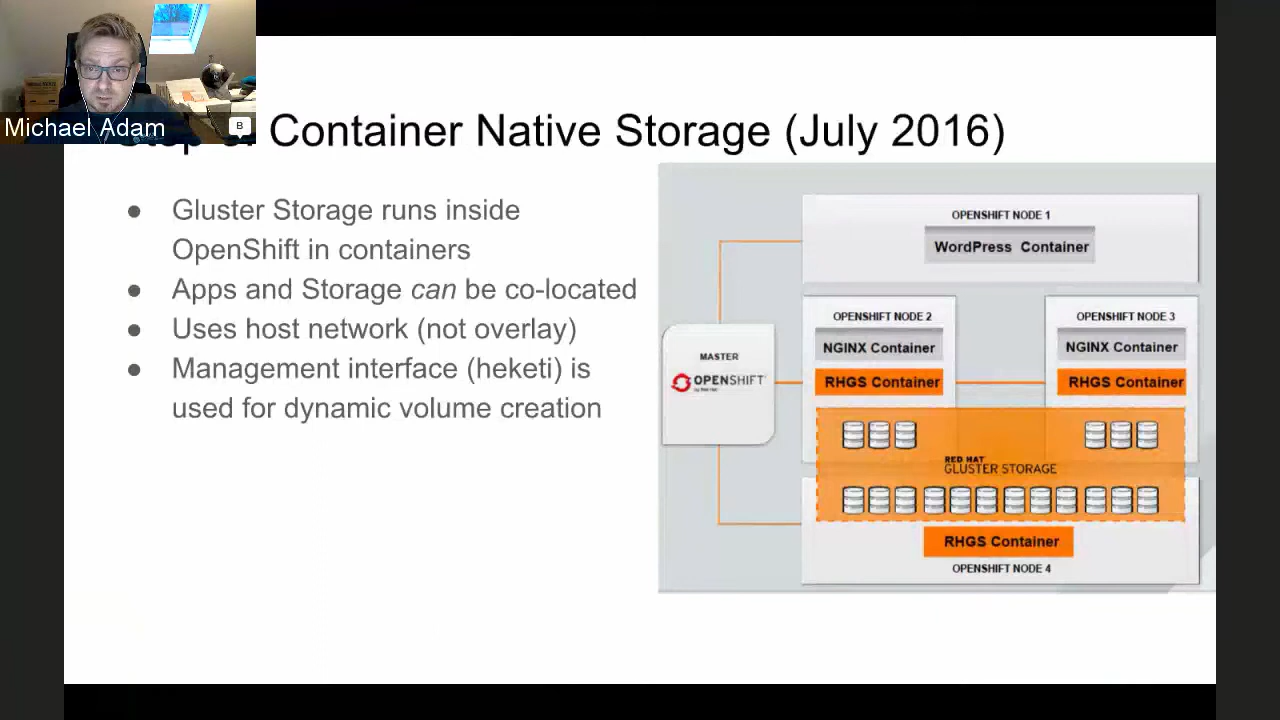 Michael Adam
B
Container Native Storage (July 2016)
● Gluster Storage runs inside
OpenShift in containers
● Apps and Storage can be co-located
● Uses host network (not overlay)
● Management interface (heketi) is
used for dynamic volume creation
OPENSHIFT NODE 1
WordPress Container
OPENSHIFT NODE 2
NGINX Container
RHGS Container
OPENSHIFT NODE 3
NGINX Container
RHGS Container
MASTER
OPENSHIFT
RED HAT
GLUSTER STORAGE
RHGS Container
OPENSHIFT NODE 4